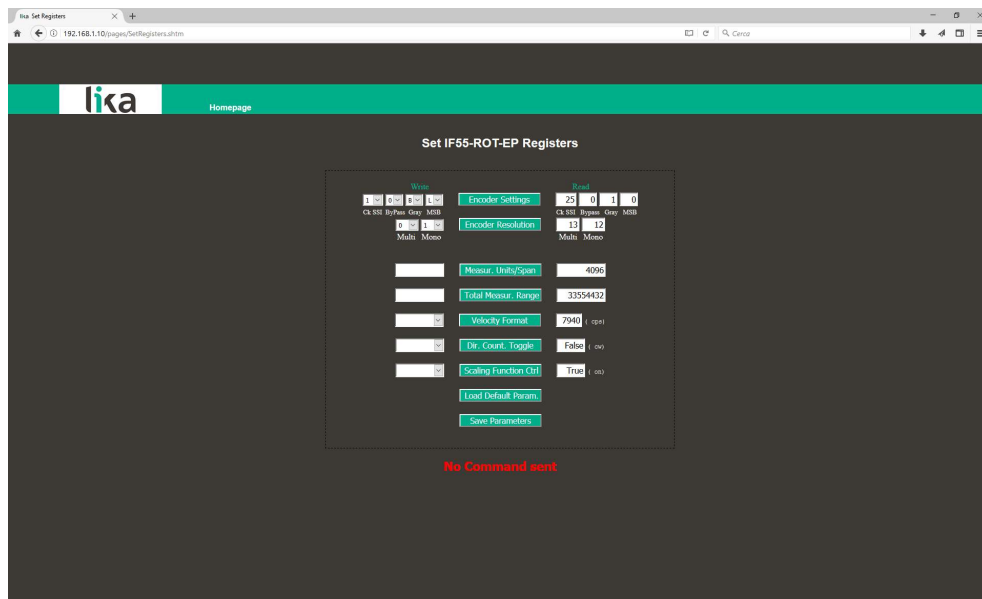 lika Set Registers
192.168.1.10/pages/SetRegisters.shtm
Cerca
lika
Homepage
Set IF55-ROT-EP Registers
Write Read
1 0 B L Encoder Settings 25 0 1 0
Ck SSI ByPass Gray MSB Ck SSI Bypass Gray MSB
0 1 Encoder Resolution 13 12
Multi Mono Multi Mono
Measur. Units/Span 4096
Total Measur. Range 33554432
Velocity Format 7940 ( cps)
Dir. Count. Toggle False ( cw)
Scaling Function Ctrl True ( on)
Load Default Param.
Save Parameters
No Command sent